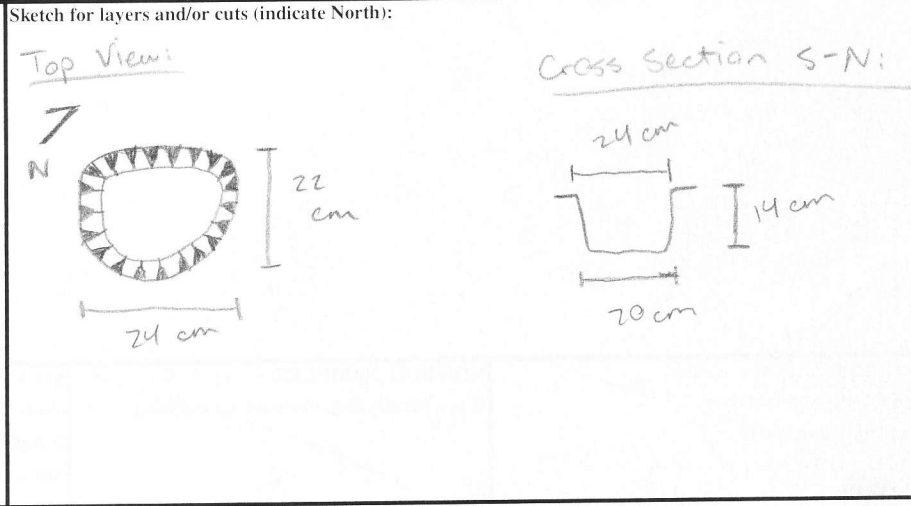 Sketch for layers and/or cuts (indicate North):
Top View:
N
22
cm
24 cm
Cross Section S-N:
24 cm
14 cm
20 cm